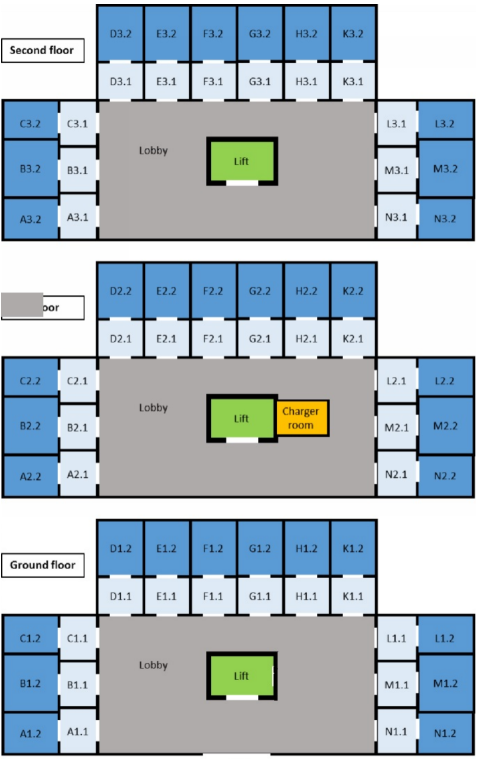 D3.2 E3.2 F3.2 G3.2 H3.2 K3.2
Second floor
D3.1 E3.1 F3.1 G3.1 H3.1 K3.1
C3.2 C3.1 L3.1 L3.2
Lobby
Lift
B3.2 B3.1 M3.1 M3.2
A3.2 A3.1 N3.1 N3.2
D2.2 E2.2 F2.2 G2.2 H2.2 K2.2
oor
D2.1 E2.1 F2.1 G2.1 H2.1 K2.1
C2.2 C2.1 L2.1 L2.2
Lobby
Lift
Charger
room
B2.2 B2.1 M2.1 M2.2
A2.2 A2.1 N2.1 N2.2
D1.2 E1.2 F1.2 G1.2 H1.2 K1.2
Ground floor
D1.1 E1.1 F1.1 G1.1 H1.1 K1.1
C1.2 C1.1 L1.1 L1.2
Lobby
Lift
B1.2 B1.1 M1.1 M1.2
A1.2 A1.1 N1.1 N1.2